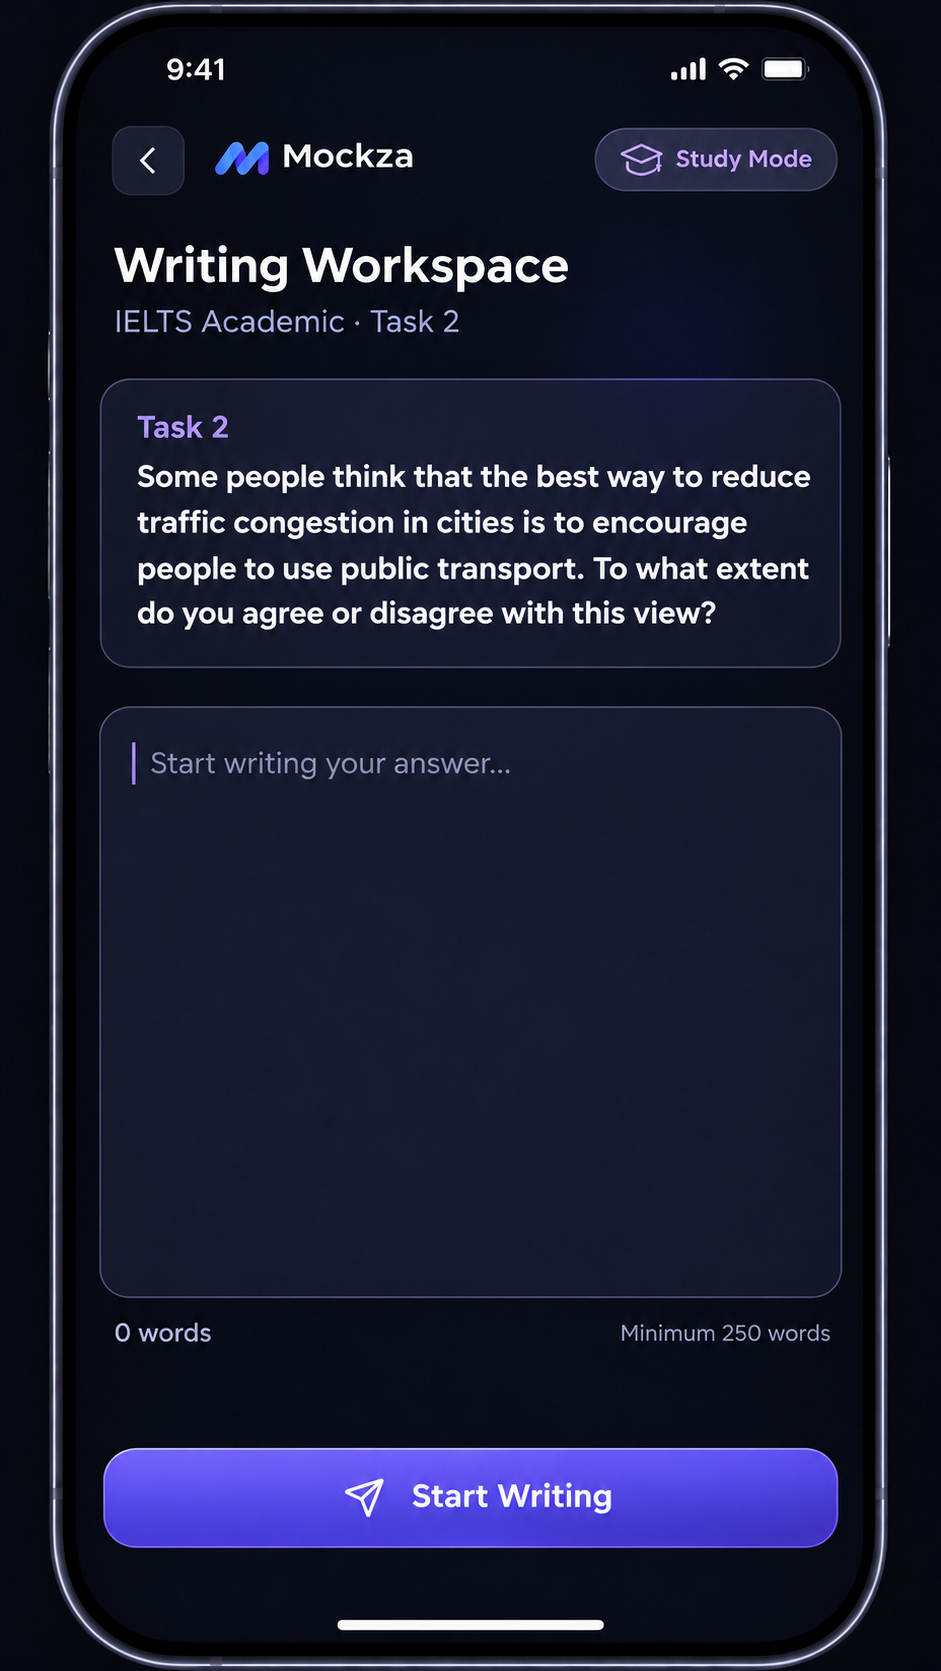 9:41
Mockza
Study Mode
Writing Workspace
IELTS Academic · Task 2
Task 2
Some people think that the best way to reduce
traffic congestion in cities is to encourage
people to use public transport. To what extent
do you agree or disagree with this view?
Start writing your answer...
0 words
Minimum 250 words
Start Writing